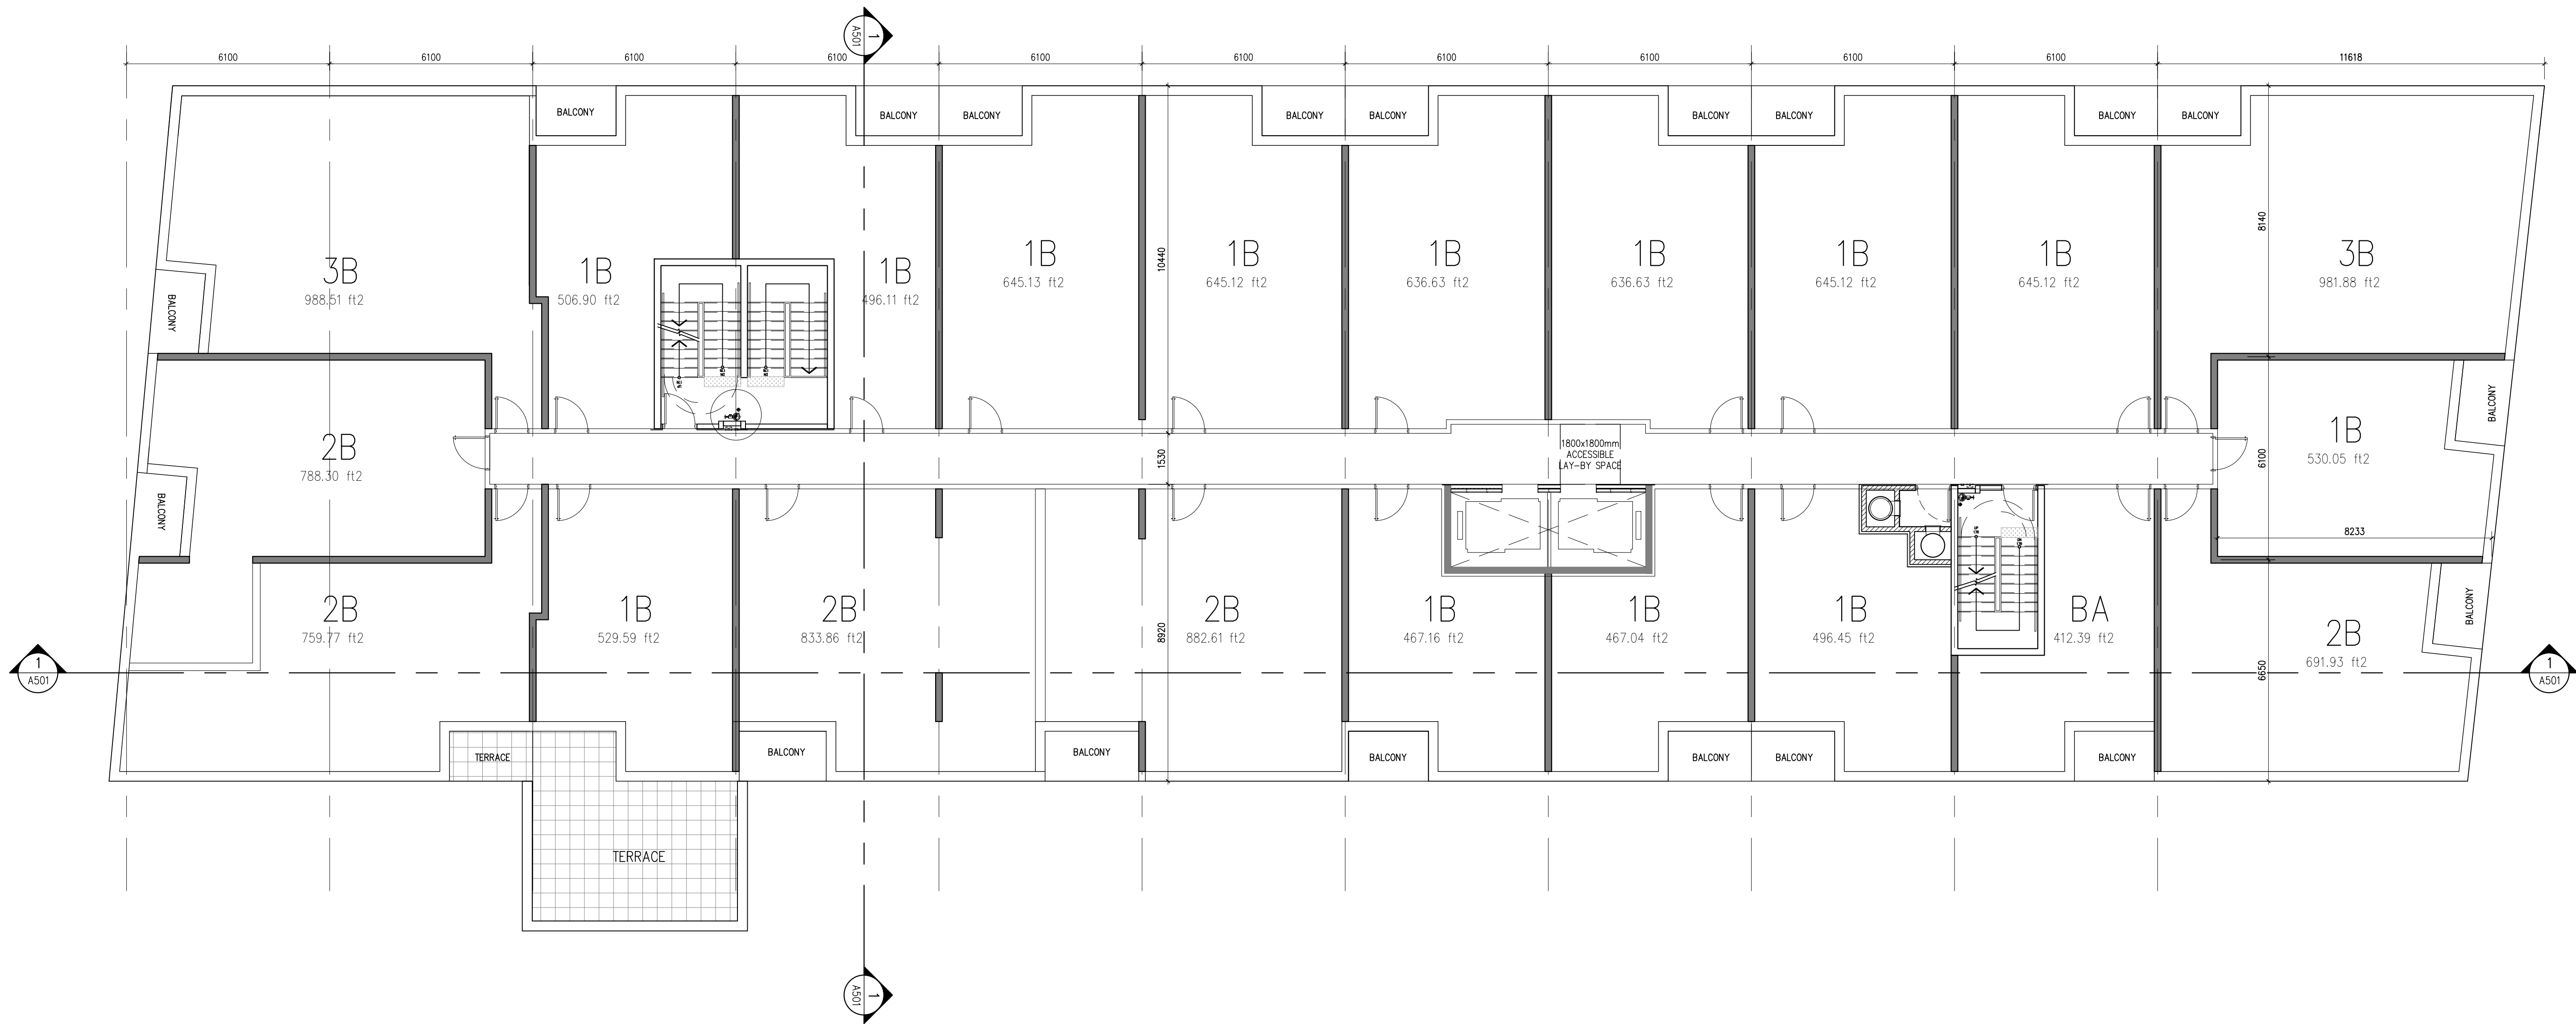 1
A501
6100
6100
6100
6100
6100
6100
6100
6100
6100
6100
11618
BALCONY
BALCONY
BALCONY
BALCONY
BALCONY
BALCONY
BALCONY
BALCONY
BALCONY
3B
988.51 ft2
1B
506.90 ft2
1B
496.11 ft2
1B
645.13 ft2
10440
1B
645.12 ft2
1B
636.63 ft2
1B
636.63 ft2
1B
645.12 ft2
1B
645.12 ft2
8140
3B
981.88 ft2
BALCONY
2B
788.30 ft2
BALCONY
1530
1800x1800mm
ACCESSIBLE
LAY-BY SPACE
6100
1B
530.05 ft2
BALCONY
8233
2B
759.77 ft2
1B
529.59 ft2
2B
833.86 ft2
8920
2B
882.61 ft2
1B
467.16 ft2
1B
467.04 ft2
1B
496.45 ft2
BA
412.39 ft2
6650
2B
691.93 ft2
BALCONY
1
A501
1
A501
TERRACE
BALCONY
BALCONY
BALCONY
BALCONY
BALCONY
BALCONY
TERRACE
1
A501